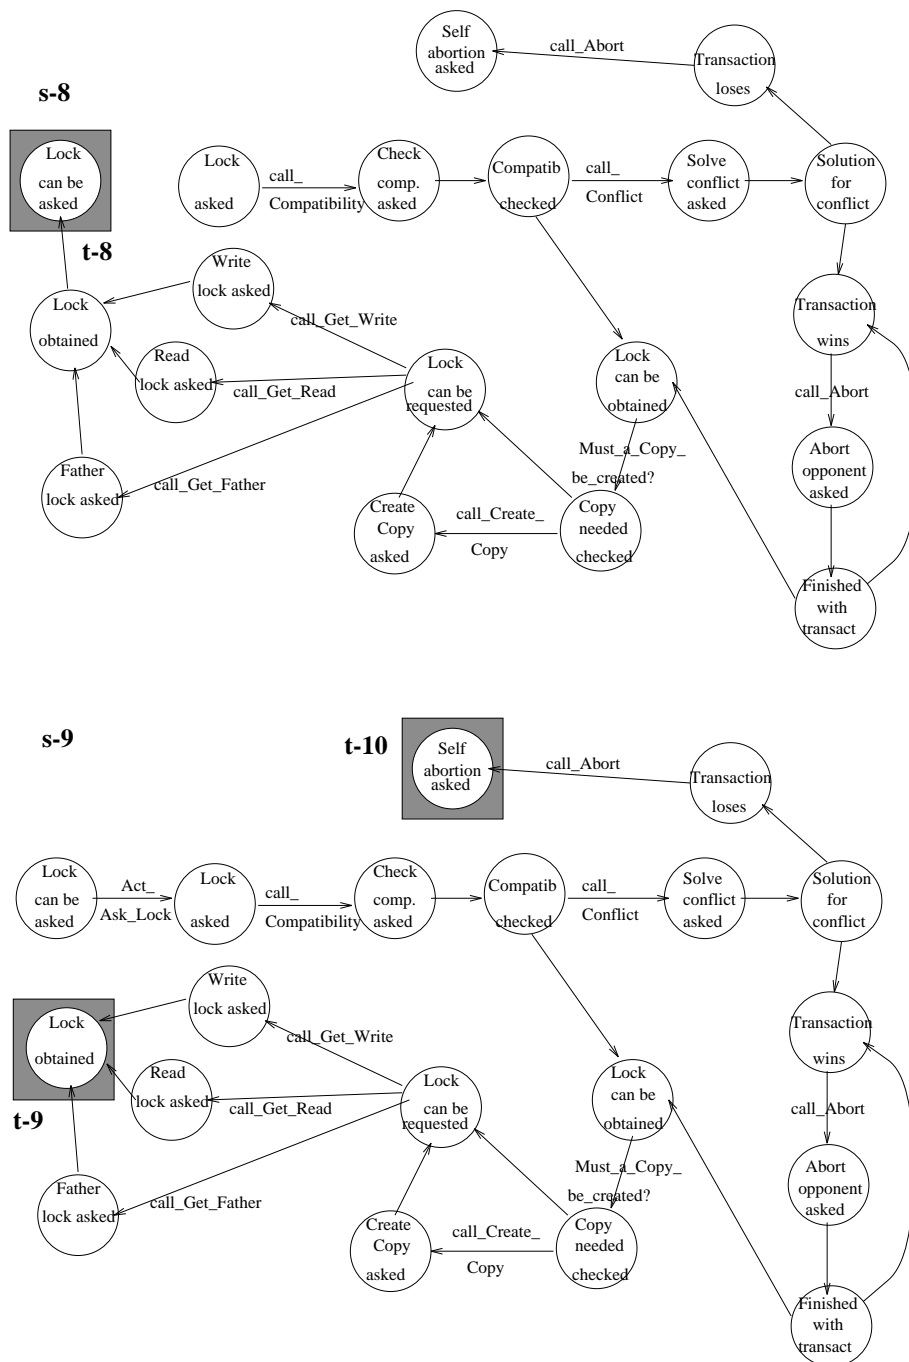 Self
abortion
asked
call_Abort
Transaction
loses
s-8
Lock
can be
asked
t-8
Lock
asked
call_
Compatibility
Check
comp.
asked
Compatib
checked
call_
Conflict
Solve
conflict
asked
Solution
for
conflict
Write
lock asked
Lock
obtained
call_Get_Write
Read
lock asked
call_Get_Read
Lock
can be
requested
Lock
can be
obtained
Transaction
wins
call_Abort
Father
lock asked
call_Get_Father
Must_a_Copy_
be_created?
Abort
opponent
asked
Create
Copy
asked
call_Create_
Copy
Copy
needed
checked
Finished
with
transact
s-9
t-10
Self
abortion
asked
call_Abort
Transaction
loses
Lock
can be
asked
Act_
Ask_Lock
Lock
asked
call_
Compatibility
Check
comp.
asked
Compatib
checked
call_
Conflict
Solve
conflict
asked
Solution
for
conflict
Write
lock asked
Lock
obtained
t-9
call_Get_Write
Read
lock asked
call_Get_Read
Lock
can be
requested
Lock
can be
obtained
Transaction
wins
call_Abort
Father
lock asked
call_Get_Father
Must_a_Copy_
be_created?
Abort
opponent
asked
Create
Copy
asked
call_Create_
Copy
Copy
needed
checked
Finished
with
transact